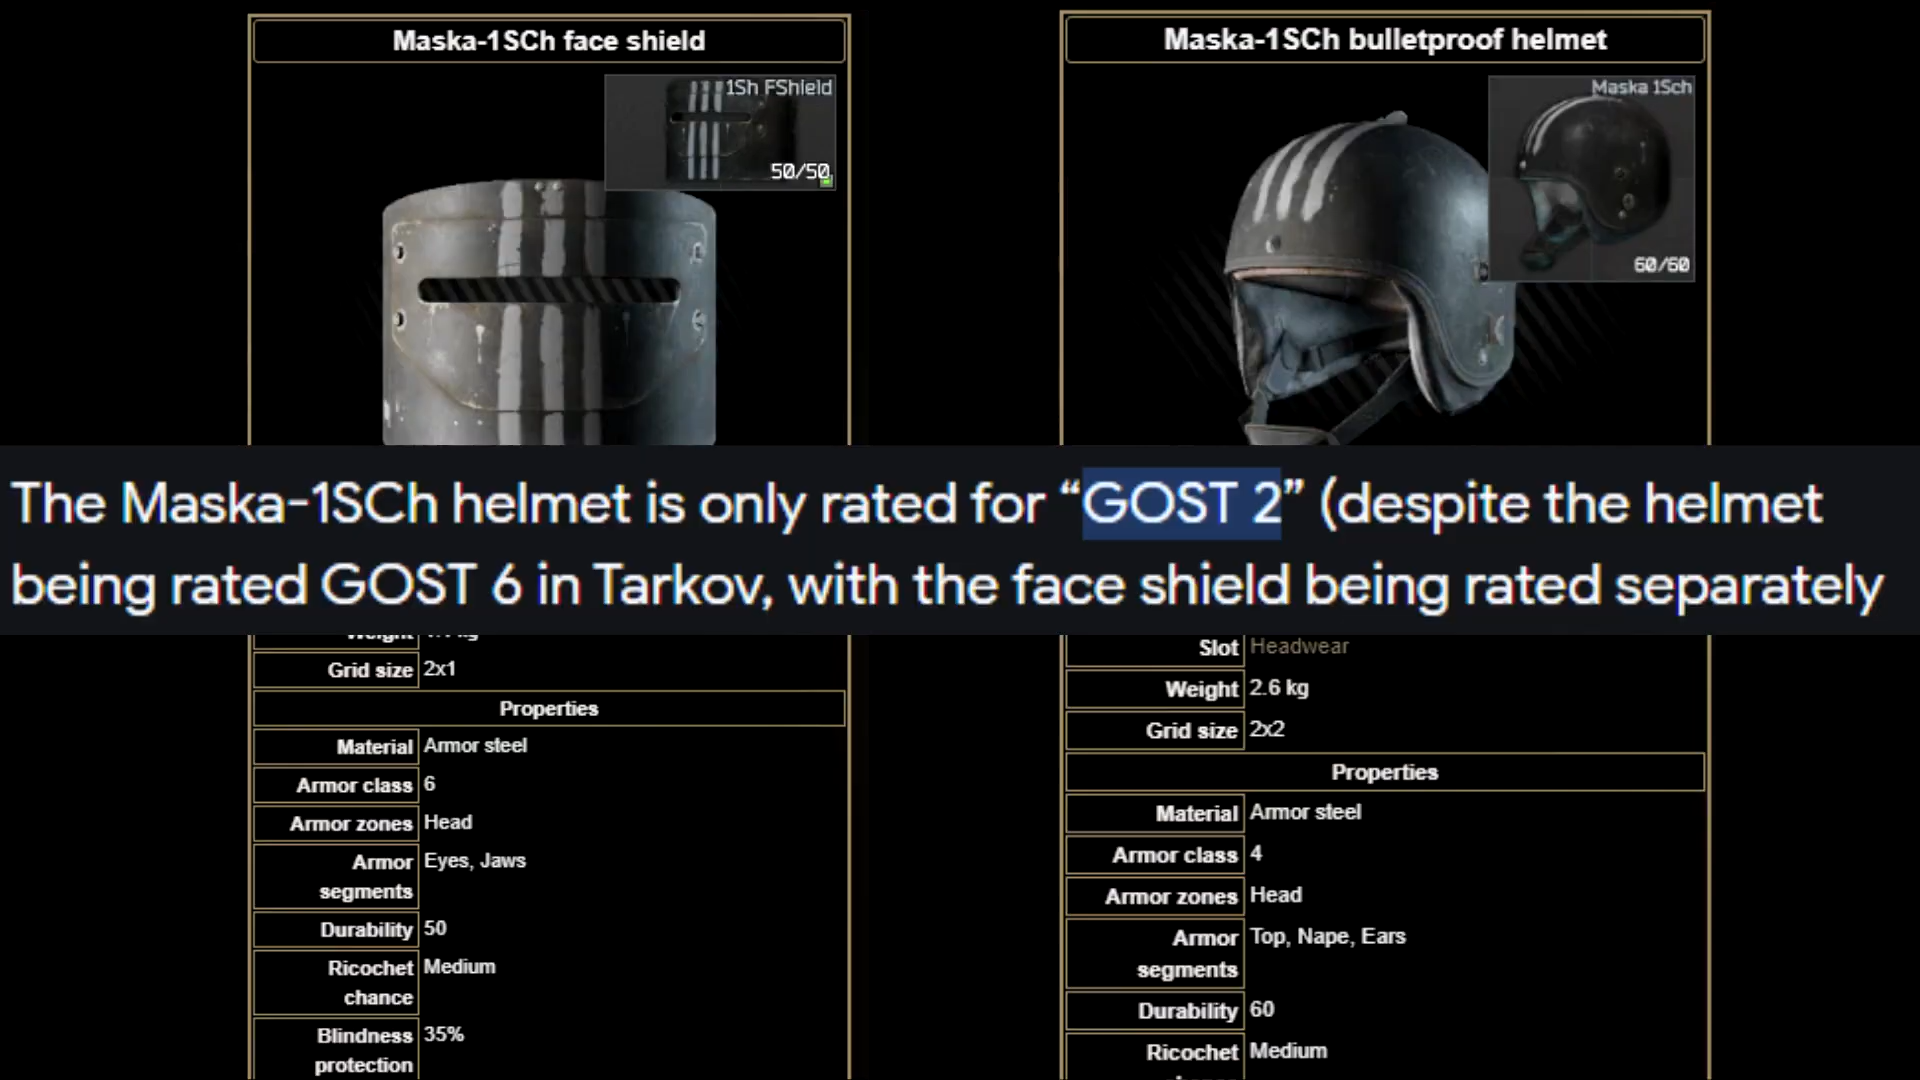 Maska-1SCh face shield
1Sh FShield
50/50
Maska-1SCh bulletproof helmet
Maska 1Sch
60/60
The Maska-1SCh helmet is only rated for “GOST 2” (despite the helmet
being rated GOST 6 in Tarkov, with the face shield being rated separately
Weight
Grid size 2x1
Properties
Material Armor steel
Armor class 6
Armor zones Head
Armor segments Eyes, Jaws
Durability 50
Ricochet chance Medium
Blindness protection 35%
Slot Headwear
Weight 2.6 kg
Grid size 2x2
Properties
Material Armor steel
Armor class 4
Armor zones Head
Armor segments Top, Nape, Ears
Durability 60
Ricochet Medium